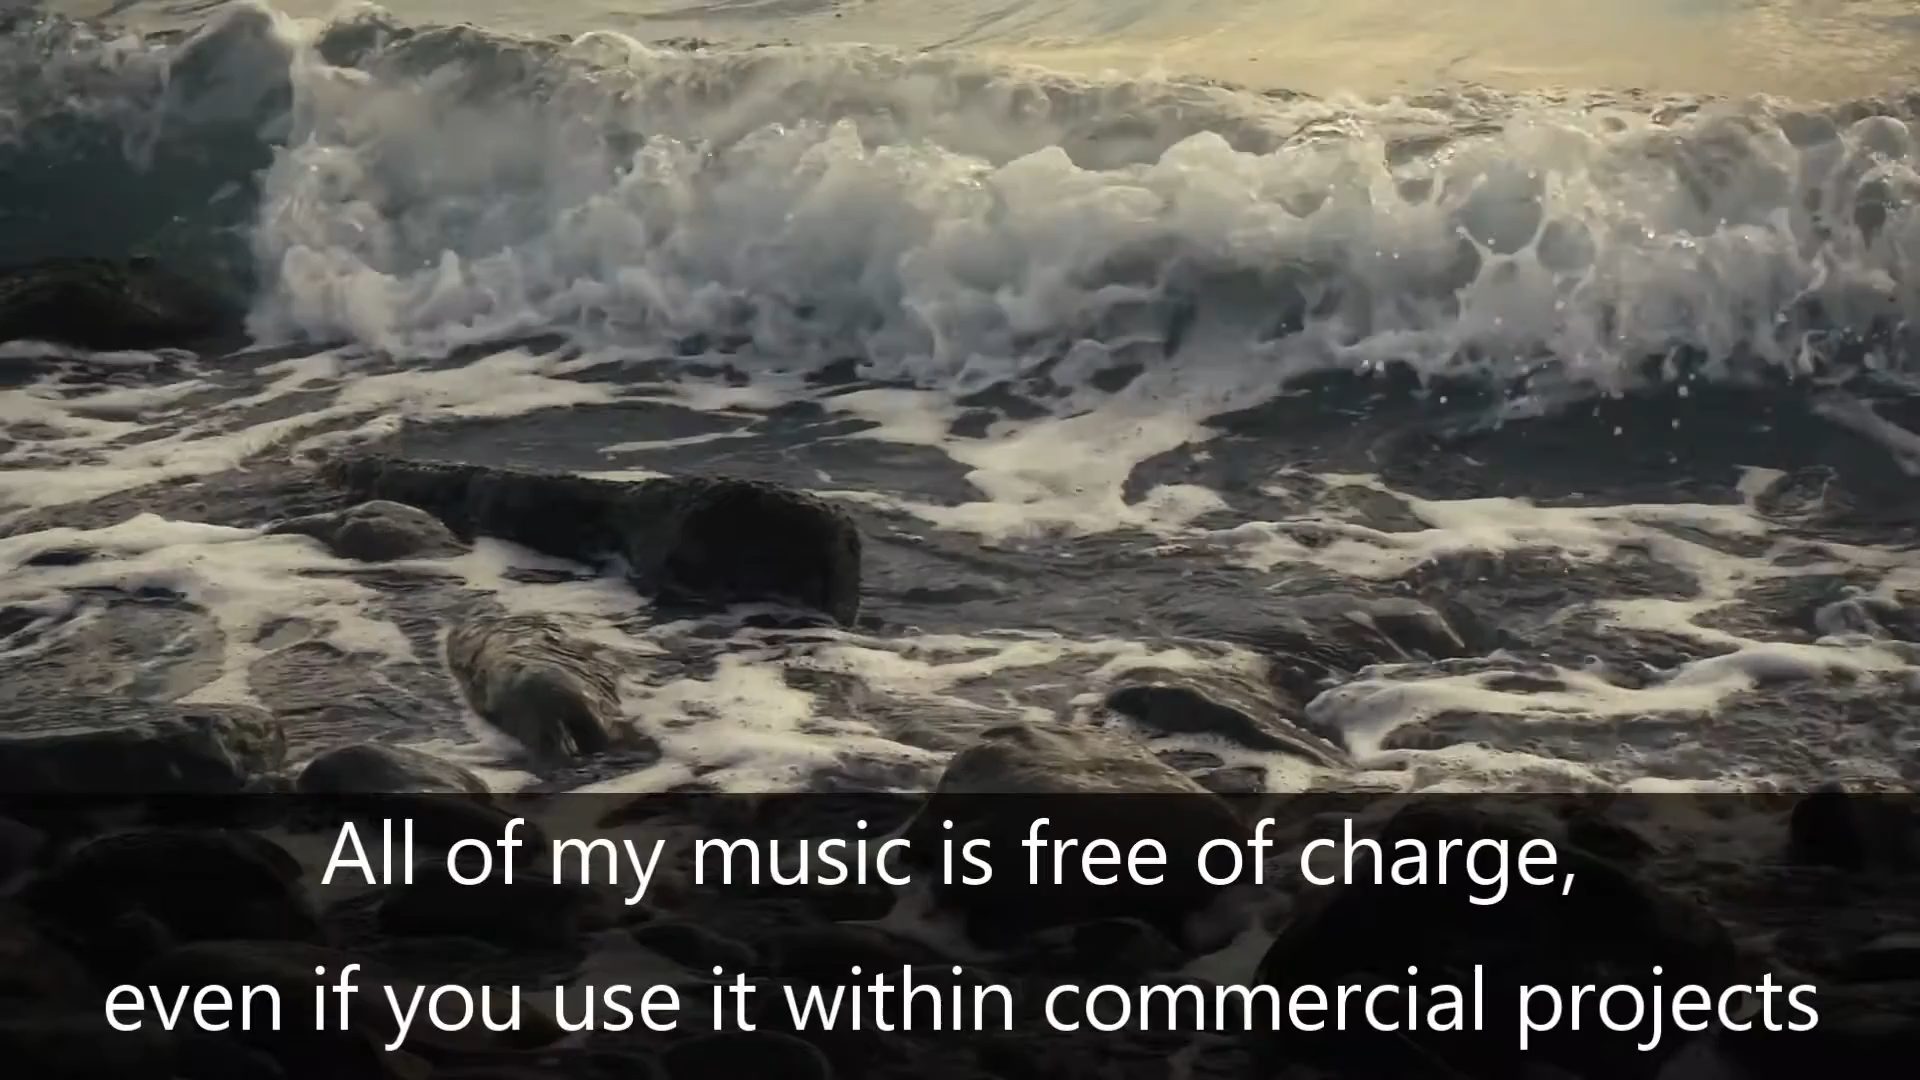 All of my music is free of charge,
even if you use it within commercial projects